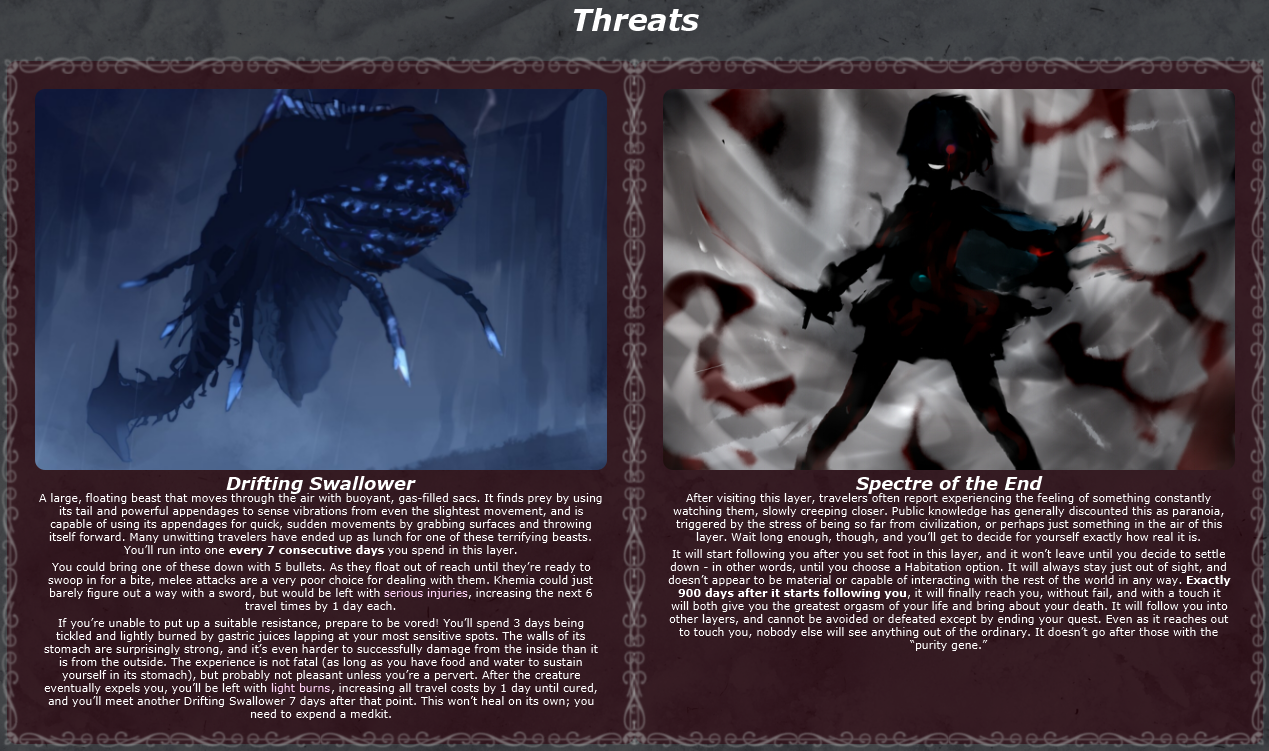 Threats
Drifting Swallower
A large, floating beast that moves through the air with buoyant, gas-filled sacs. It finds prey by using
its tail and powerful appendages to sense vibrations from even the slightest movement, and is
capable of using its appendages for quick, sudden movements by grabbing surfaces and throwing
itself forward. Many unwitting travelers have ended up as lunch for one of these terrifying beasts.
You'll run into one every 7 consecutive days you spend in this layer.
You could bring one of these down with 5 bullets. As they float out of reach until they're ready to
swoop in for a bite, melee attacks are a very poor choice for dealing with them. Khemia could just
barely figure out a way with a sword, but would be left with serious injuries, increasing the next 6
travel times by 1 day each.
If you're unable to put up a suitable resistance, prepare to be vored! You'll spend 3 days being
tickled and lightly burned by gastric juices lapping at your most sensitive spots. The walls of its
stomach are surprisingly strong, and it's even harder to successfully damage from the inside than it
is from the outside. The experience is not fatal (as long as you have food and water to sustain
yourself in its stomach), but probably not pleasant unless you're a pervert. After the creature
eventually expels you, you'll be left with light burns, increasing all travel costs by 1 day until cured,
and you'll meet another Drifting Swallower 7 days after that point. This won't heal on its own; you
need to expend a medkit.
Spectre of the End
After visiting this layer, travelers often report experiencing the feeling of something constantly
watching them, slowly creeping closer. Public knowledge has generally discounted this as paranoia,
triggered by the stress of being so far from civilization, or perhaps just something in the air of this
layer. Wait long enough, though, and you'll get to decide for yourself exactly how real it is.
It will start following you after you set foot in this layer, and it won't leave until you decide to settle
down - in other words, until you choose a Habitation option. It will always stay just out of sight, and
doesn't appear to be material or capable of interacting with the rest of the world in any way. Exactly
900 days after it starts following you, it will finally reach you, without fail, and with a touch it
will both give you the greatest orgasm of your life and bring about your death. It will follow you into
other layers, and cannot be avoided or defeated except by ending your quest. Even as it reaches out
to touch you, nobody else will see anything out of the ordinary. It doesn't go after those with the
"purity gene."